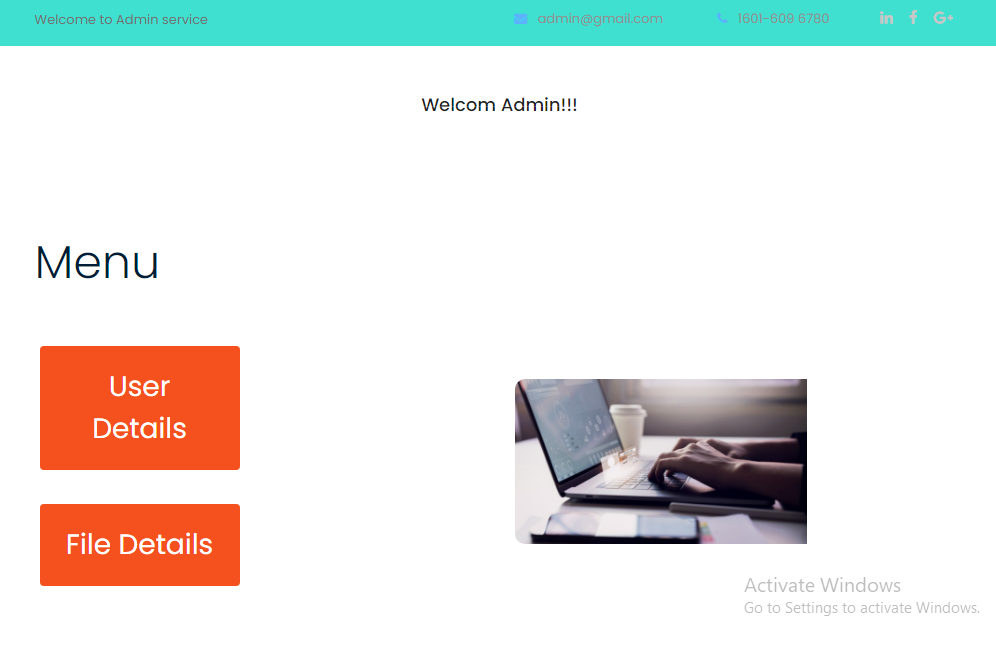 Welcome to Admin service
admin@gmail.com
1601-609 6780
in f G+
Welcom Admin!!!
Menu
User
Details
File Details
Activate Windows
Go to Settings to activate Windows.